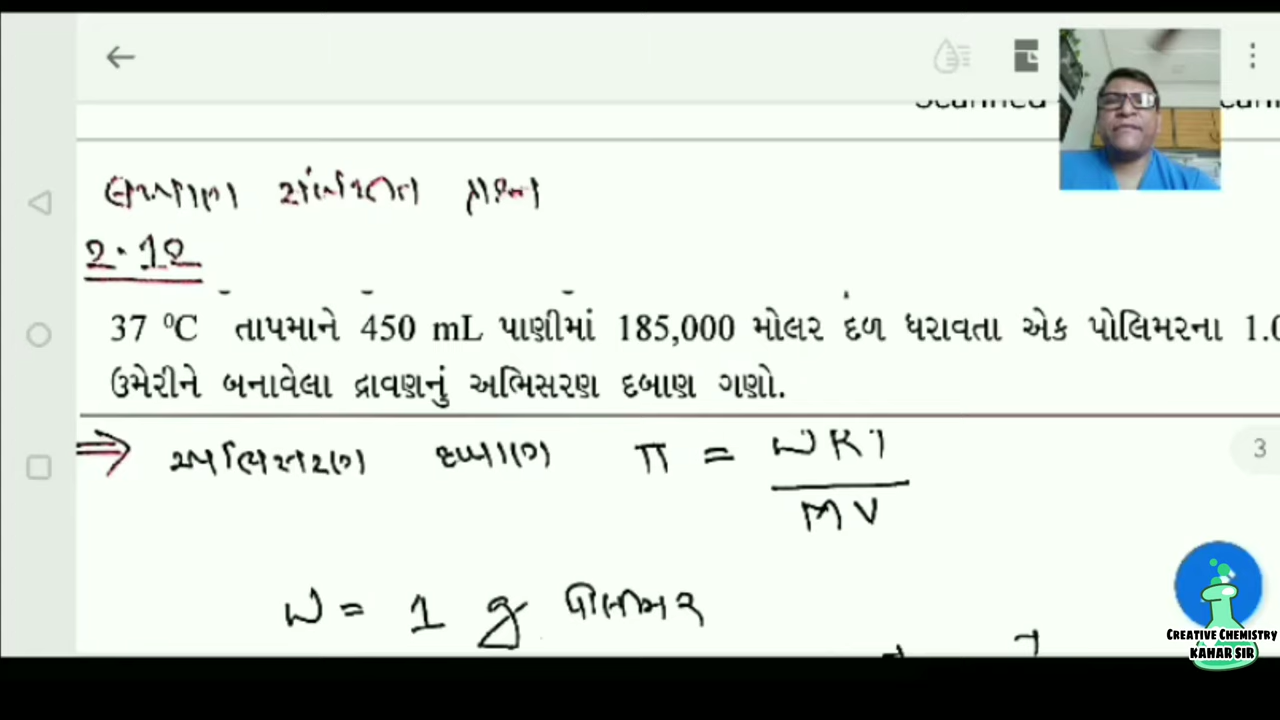 2.12
37 ⁰C તાપમાને 450 mL પાણીમાં 185,000 મોલર દળ ધરાવતા એક પોલિમરના 1.0
ઉમેરીને બનાવેલા દ્રાવણનું અભિસરણ દબાણ ગણો.
⇒ અભિસરણ દબાણ π = WRT / MV
3
W = 1 g પોલીમર
CREATIVE CHEMISTRY
KAHAR SIR